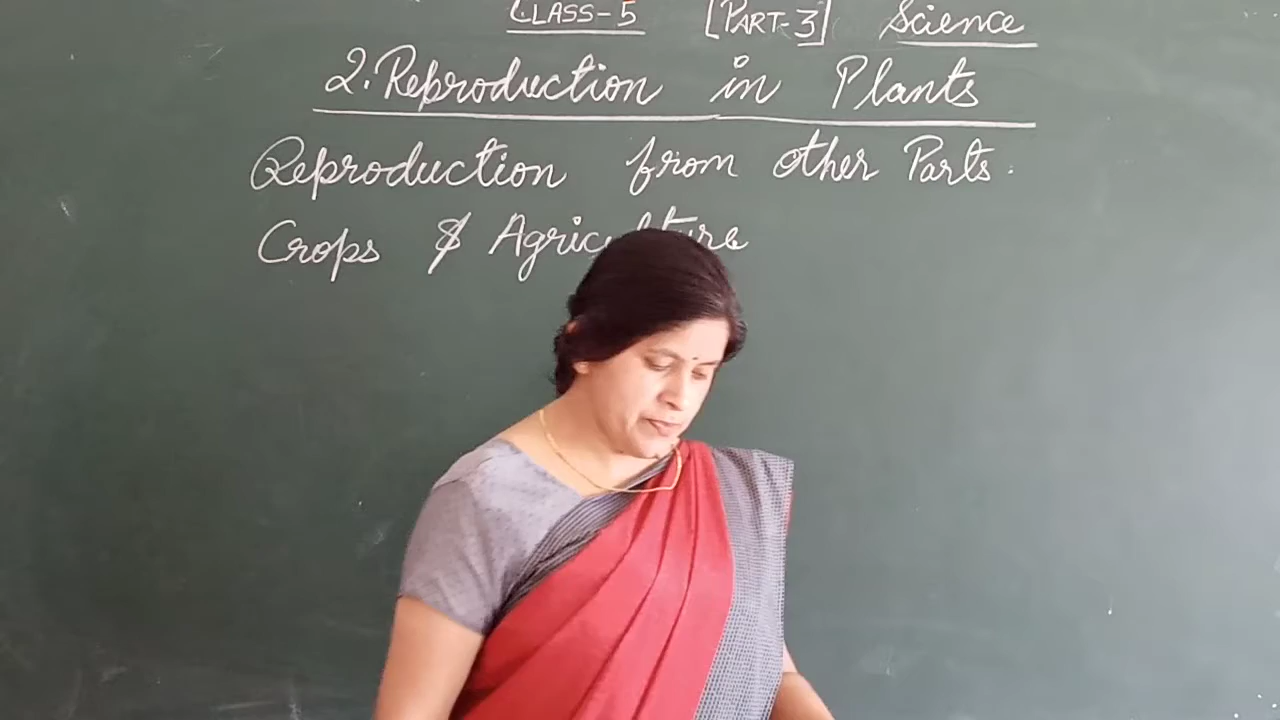 CLASS-5 [PART-3] Science
2. Reproduction in Plants
Reproduction from other Parts.
Crops & Agriculture